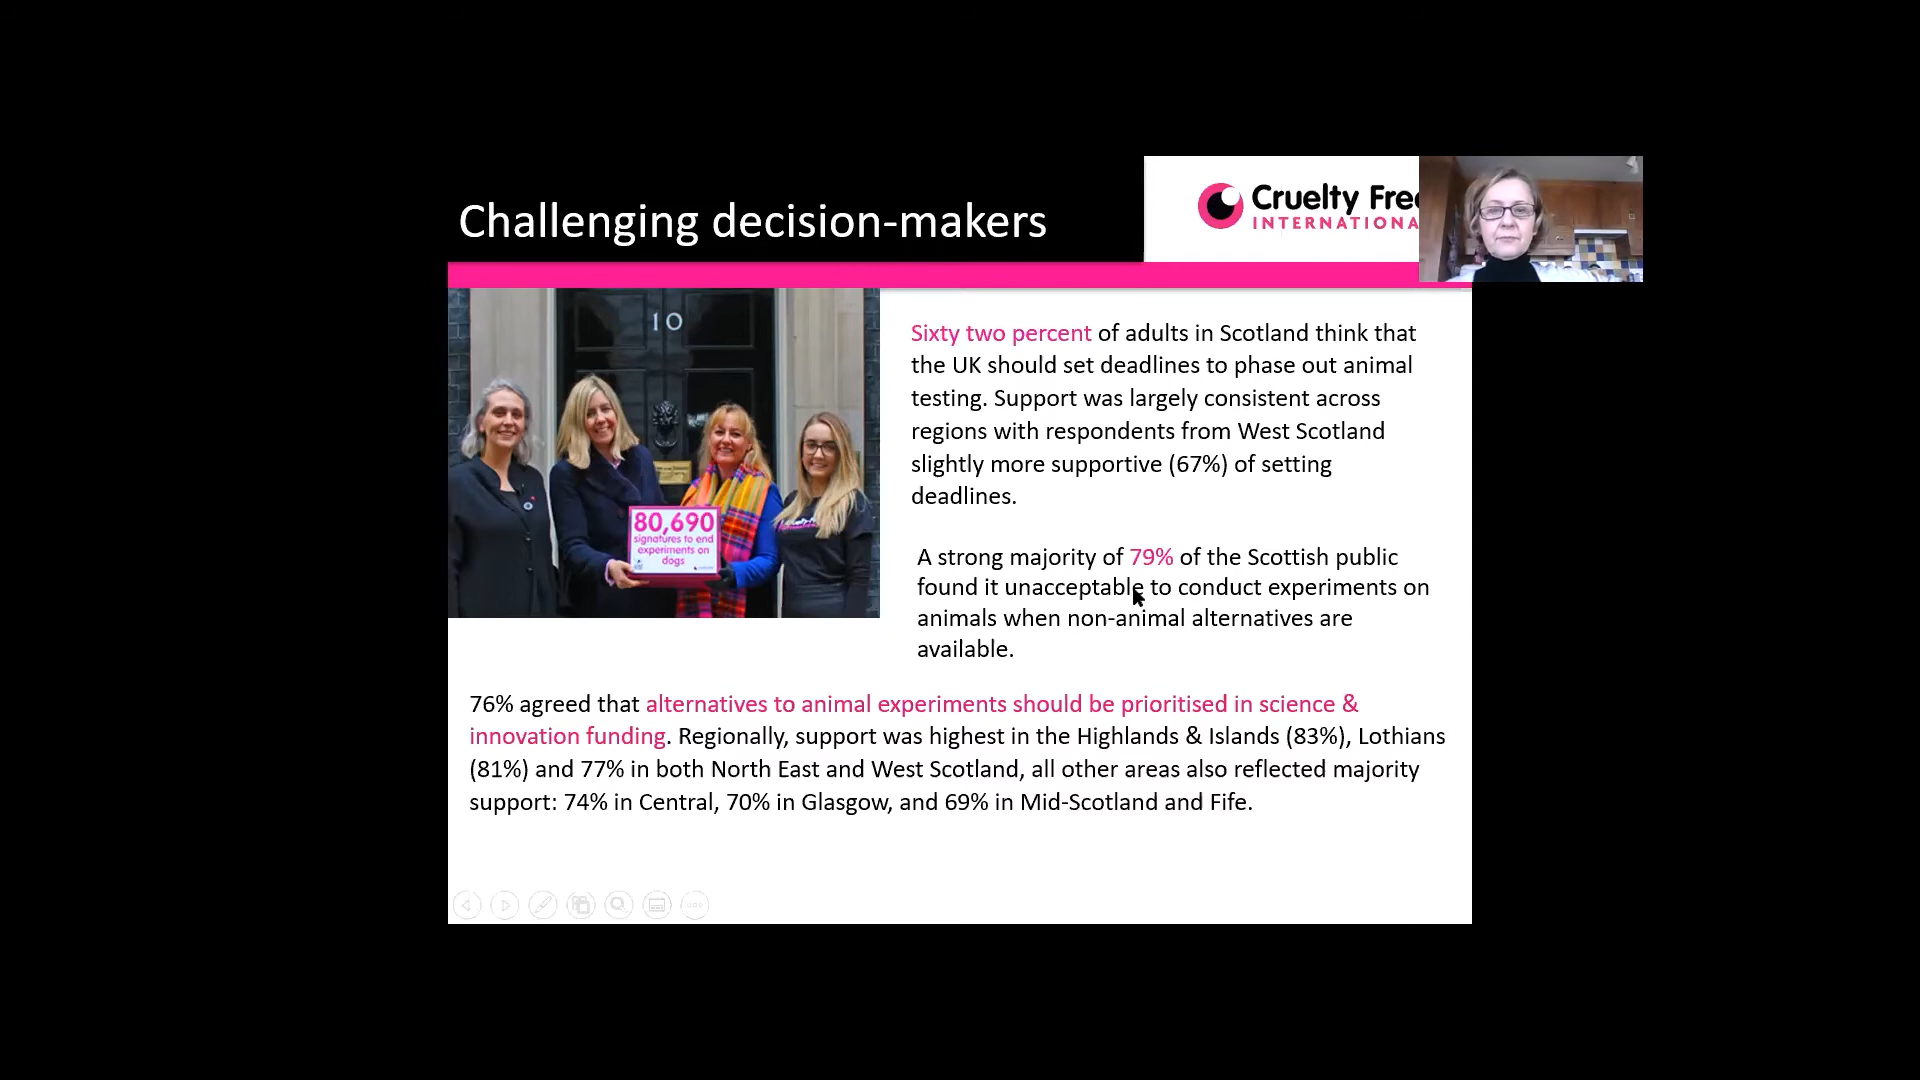 Challenging decision-makers
Cruelty Free
INTERNATIONA
10
80,690
signatures to end
experiments on
dogs
Sixty two percent of adults in Scotland think that
the UK should set deadlines to phase out animal
testing. Support was largely consistent across
regions with respondents from West Scotland
slightly more supportive (67%) of setting
deadlines.
A strong majority of 79% of the Scottish public
found it unacceptable to conduct experiments on
animals when non-animal alternatives are
available.
76% agreed that alternatives to animal experiments should be prioritised in science &
innovation funding. Regionally, support was highest in the Highlands & Islands (83%), Lothians
(81%) and 77% in both North East and West Scotland, all other areas also reflected majority
support: 74% in Central, 70% in Glasgow, and 69% in Mid-Scotland and Fife.